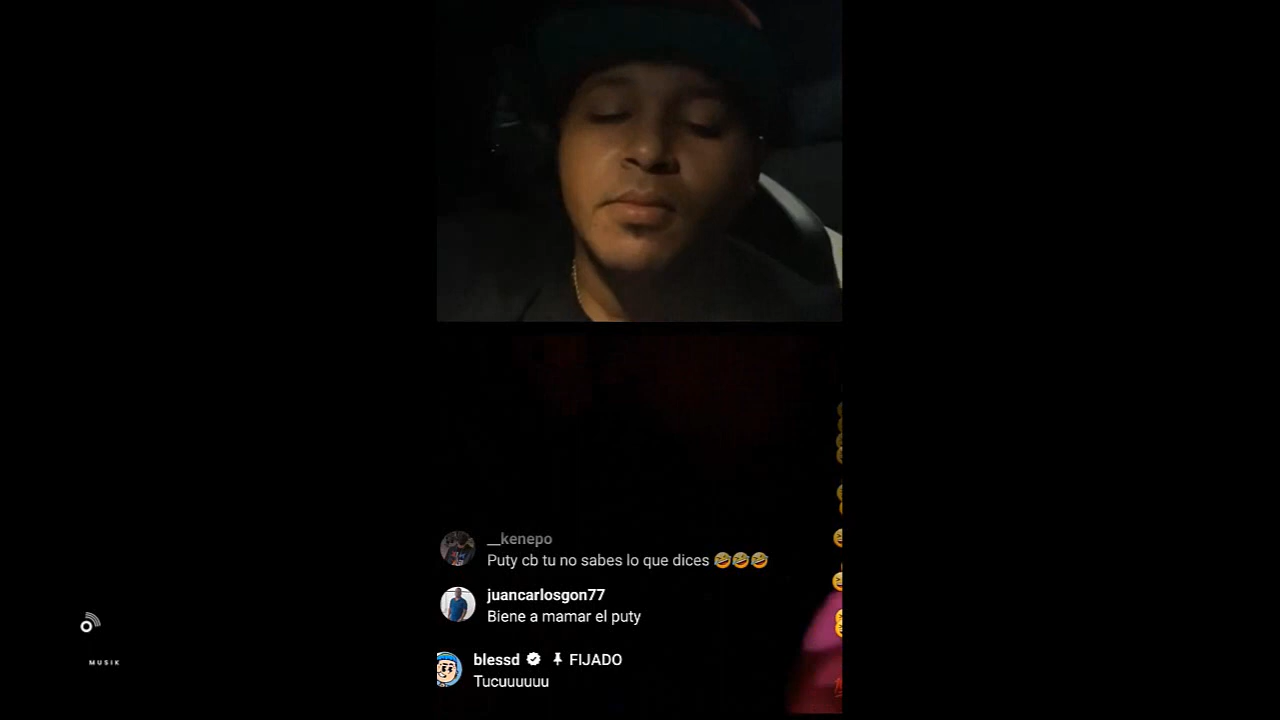 __kenepo
Puty cb tu no sabes lo que dices 🤣🤣🤣
juancarlosgon77
Biene a mamar el puty
blessd FIJADO
Tucuuuuuu
MUSIK